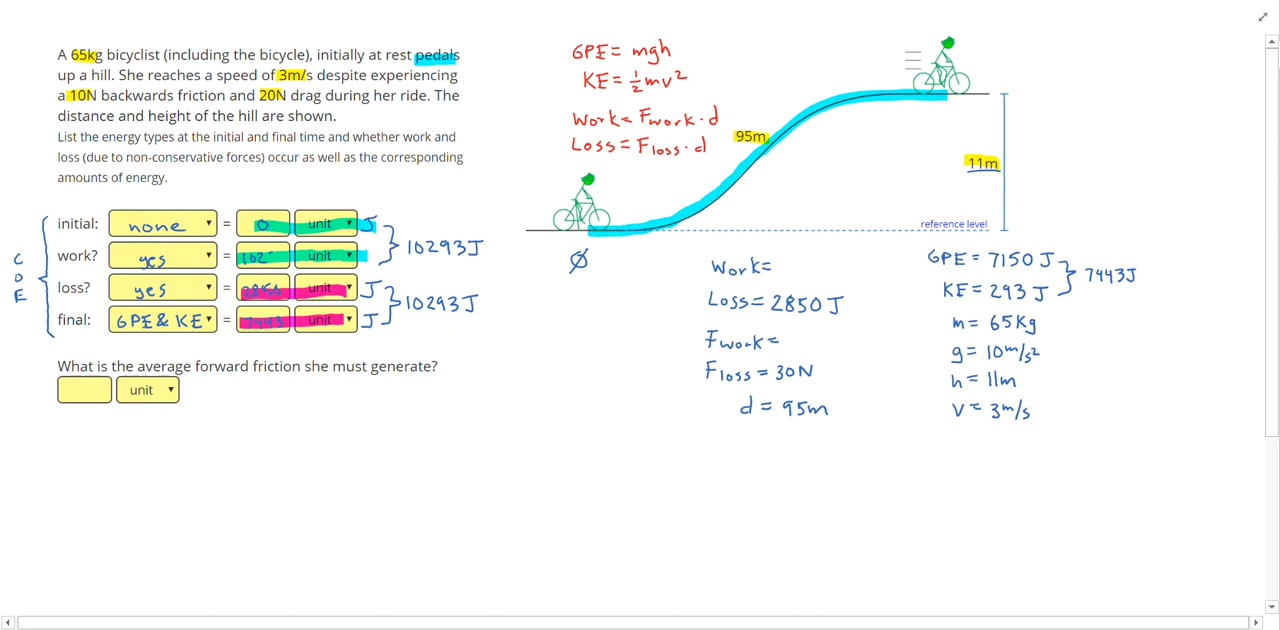 A 65kg bicyclist (including the bicycle), initially at rest pedals
up a hill. She reaches a speed of 3m/s despite experiencing
a 10N backwards friction and 20N drag during her ride. The
distance and height of the hill are shown.
List the energy types at the initial and final time and whether work and
loss (due to non-conservative forces) occur as well as the corresponding
amounts of energy.
C
D
E
initial: none = 0 unit J
work? yes = 102 unit
} 10293J
loss? yes = 2850 unit J
final: GPE & KE = 7443 unit J
} 10293J
What is the average forward friction she must generate?
unit
GPE = mgh
KE = ½mv²
Work = Fwork · d
Loss = Floss · d
95m
11m
reference level
Ø
Work =
Loss = 2850 J
Fwork =
Floss = 30N
d = 95m
GPE = 7150 J
KE = 293 J
} 7443J
m = 65kg
g = 10m/s²
h = 11m
v = 3m/s